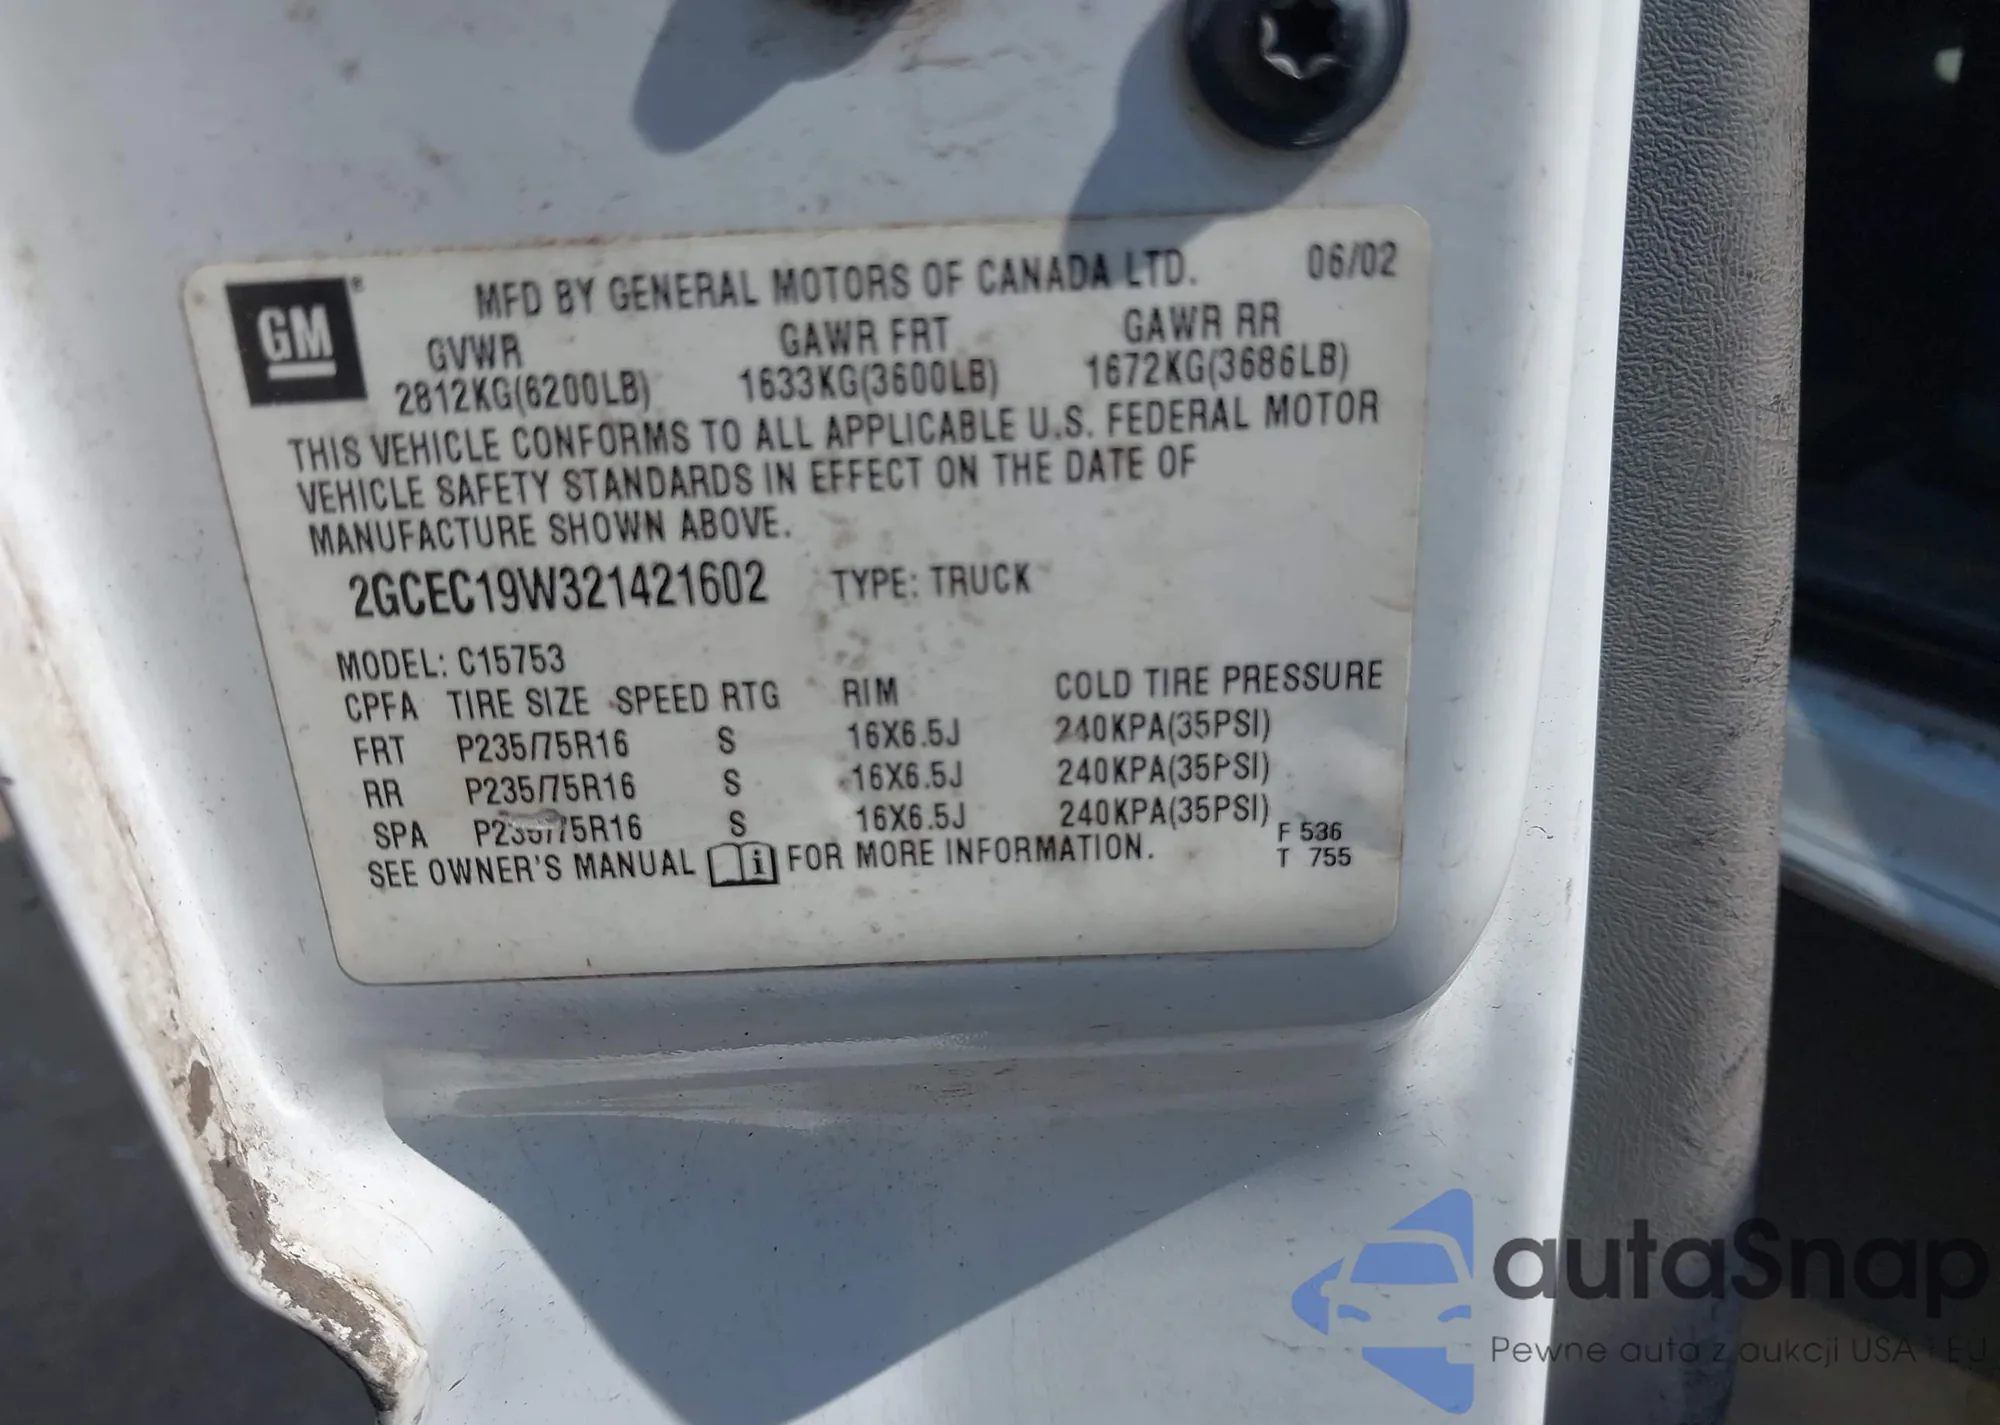 GM
MFD BY GENERAL MOTORS OF CANADA LTD. 06/02
GVWR GAWR FRT GAWR RR
2812KG(6200LB) 1633KG(3600LB) 1672KG(3686LB)
THIS VEHICLE CONFORMS TO ALL APPLICABLE U.S. FEDERAL MOTOR
VEHICLE SAFETY STANDARDS IN EFFECT ON THE DATE OF
MANUFACTURE SHOWN ABOVE.
2GCEC19W321421602 TYPE: TRUCK
MODEL: C15753
CPFA TIRE SIZE SPEED RTG RIM COLD TIRE PRESSURE
FRT P235/75R16 S 16X6.5J 240KPA(35PSI)
RR P235/75R16 S 16X6.5J 240KPA(35PSI)
SPA P235/75R16 S 16X6.5J 240KPA(35PSI)
F 536
SEE OWNER'S MANUAL i FOR MORE INFORMATION. T 755
autaSnap
Pewne auta z aukcji USA i EU